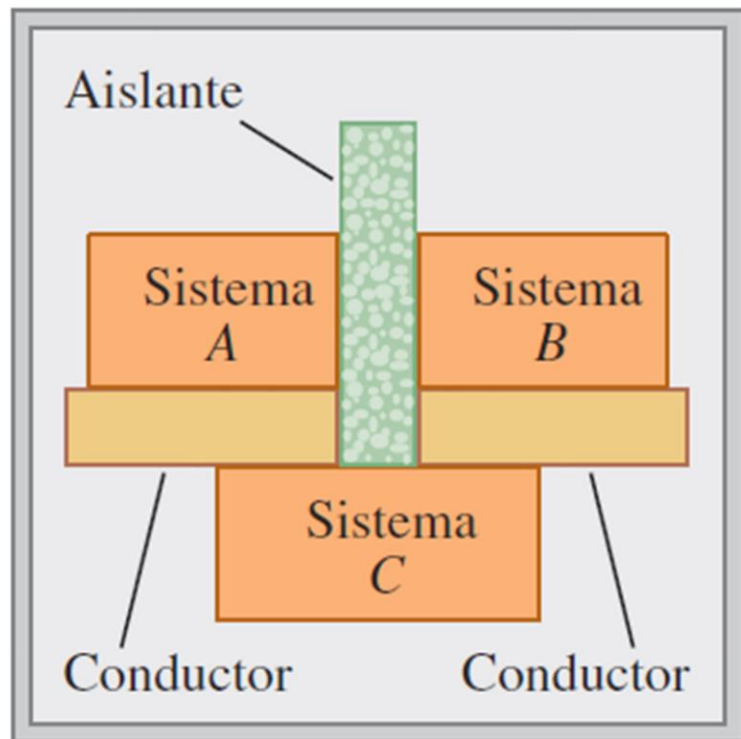 Aislante
Sistema
A
Sistema
B
Sistema
C
Conductor
Conductor